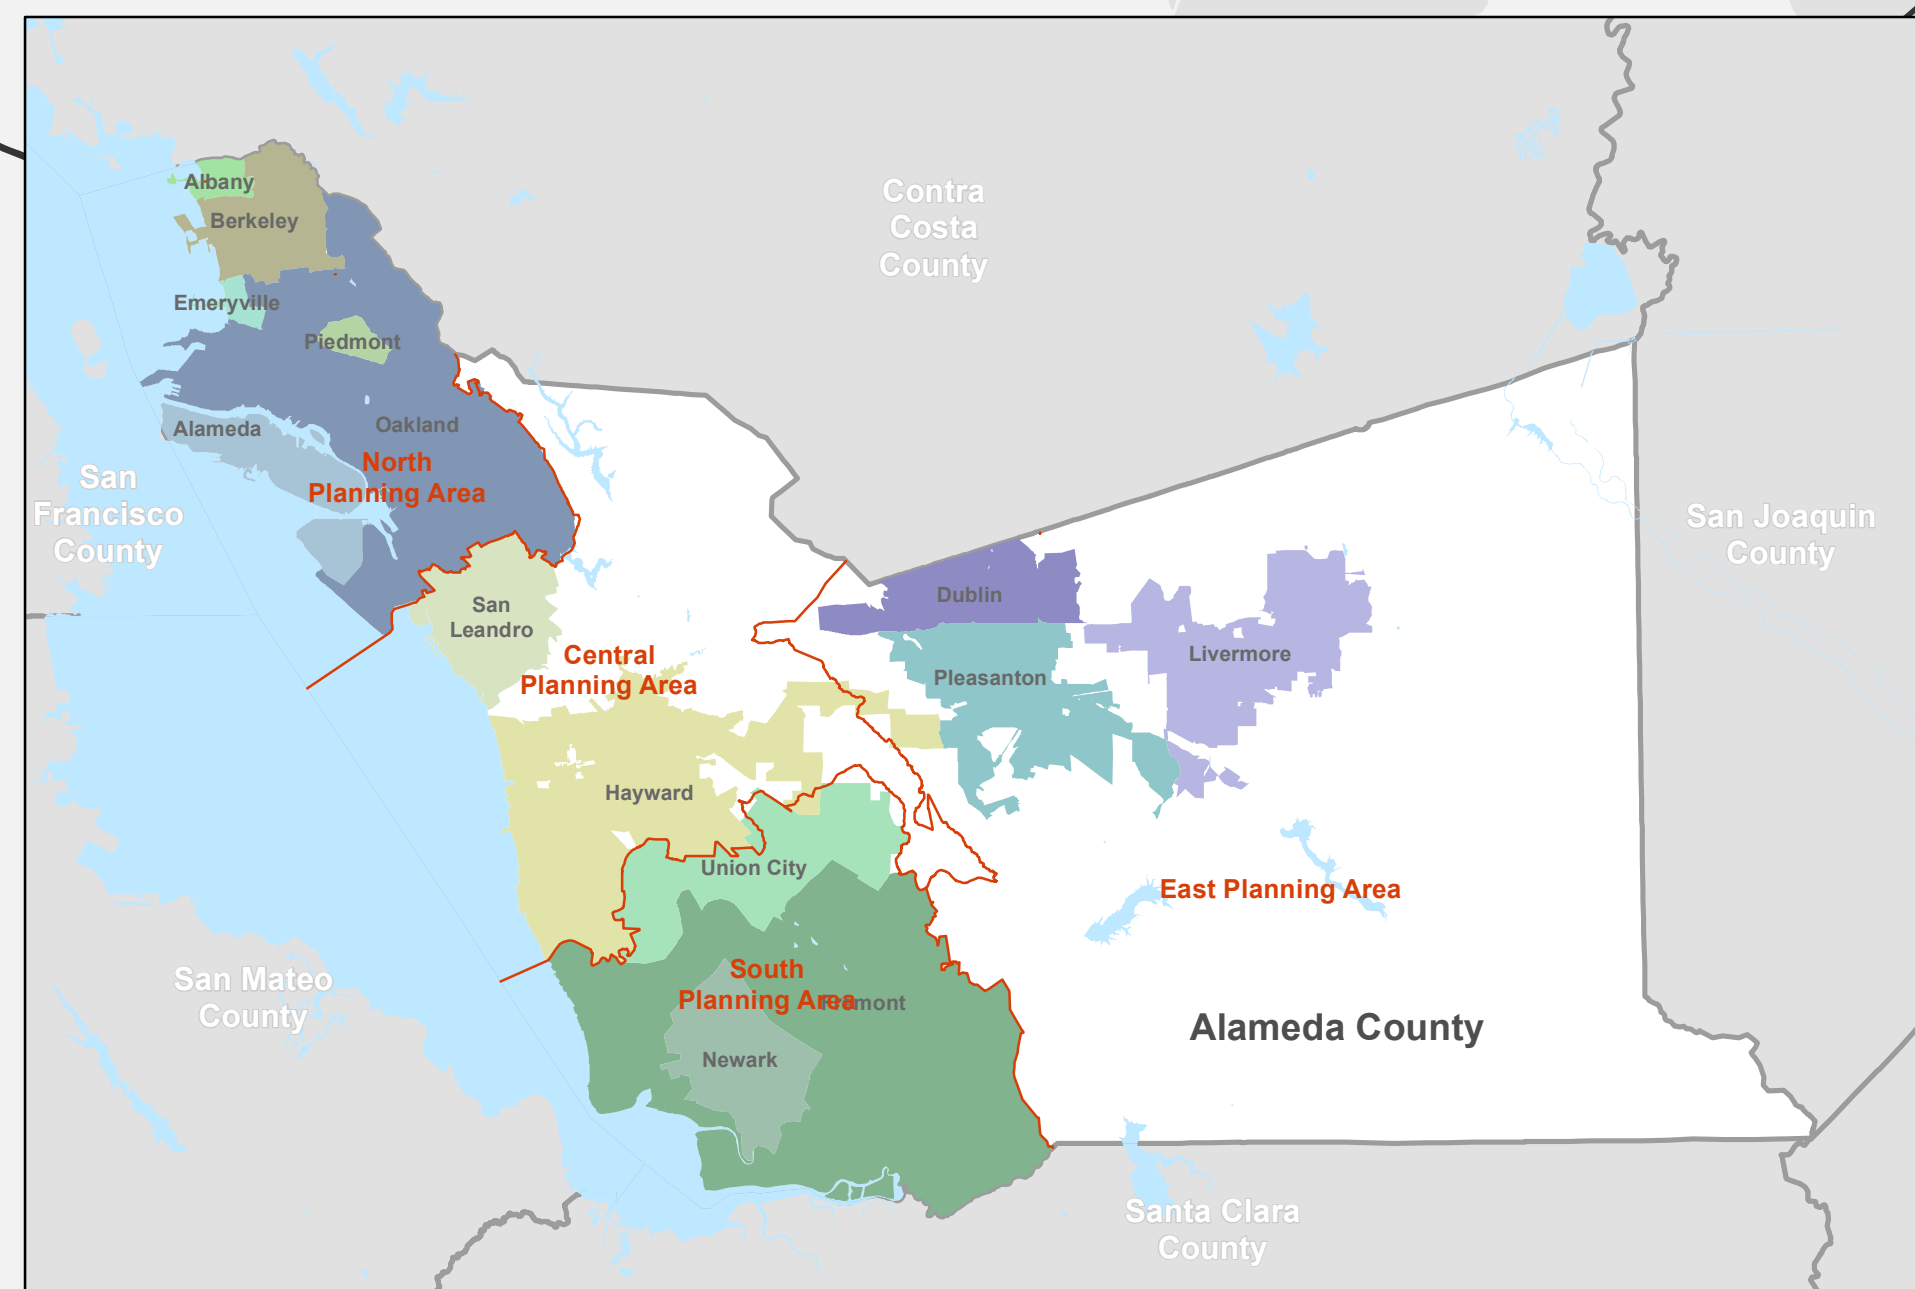 Contra
Costa
County
Albany
Berkeley
Emeryville
Piedmont
Alameda
Oakland
North
Planning Area
San
Francisco
County
San Joaquin
County
San
Leandro
Dublin
Central
Planning Area
Pleasanton
Livermore
Hayward
Union City
East Planning Area
San Mateo
County
South
Planning Area
Fremont
Alameda County
Newark
Santa Clara
County